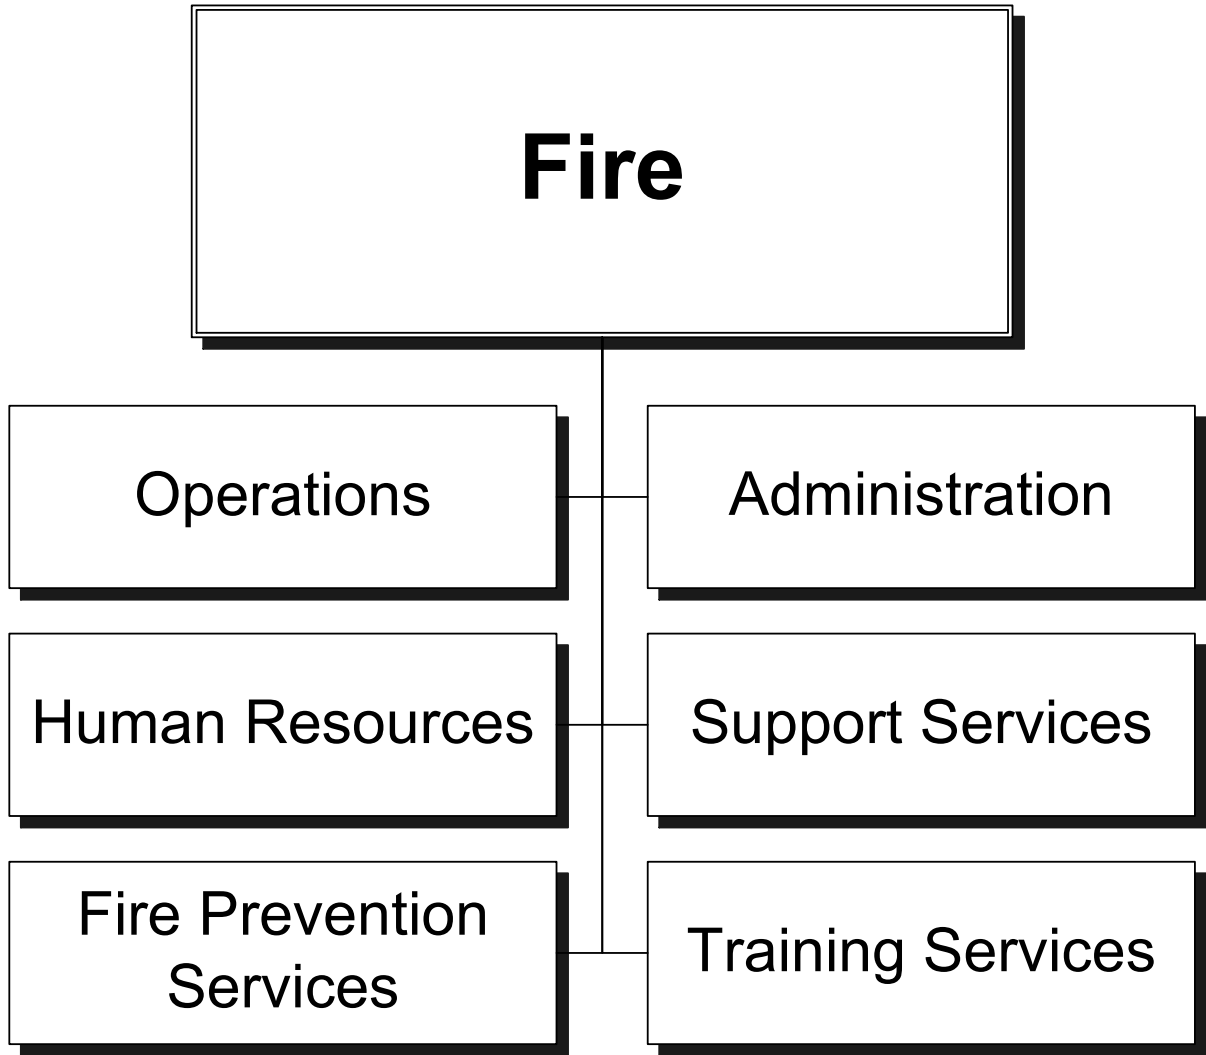 Fire
Operations
Administration
Human Resources
Support Services
Fire Prevention
Services
Training Services